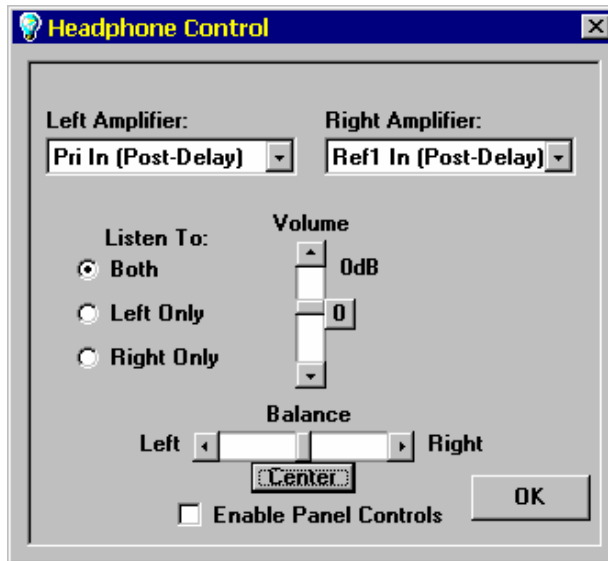 Headphone Control
Left Amplifier:
Right Amplifier:
Pri In (Post-Delay)
Ref1 In (Post-Delay)
Listen To:
Volume
Both
0dB
Left Only
0
Right Only
Balance
Left
Right
Center
Enable Panel Controls
OK